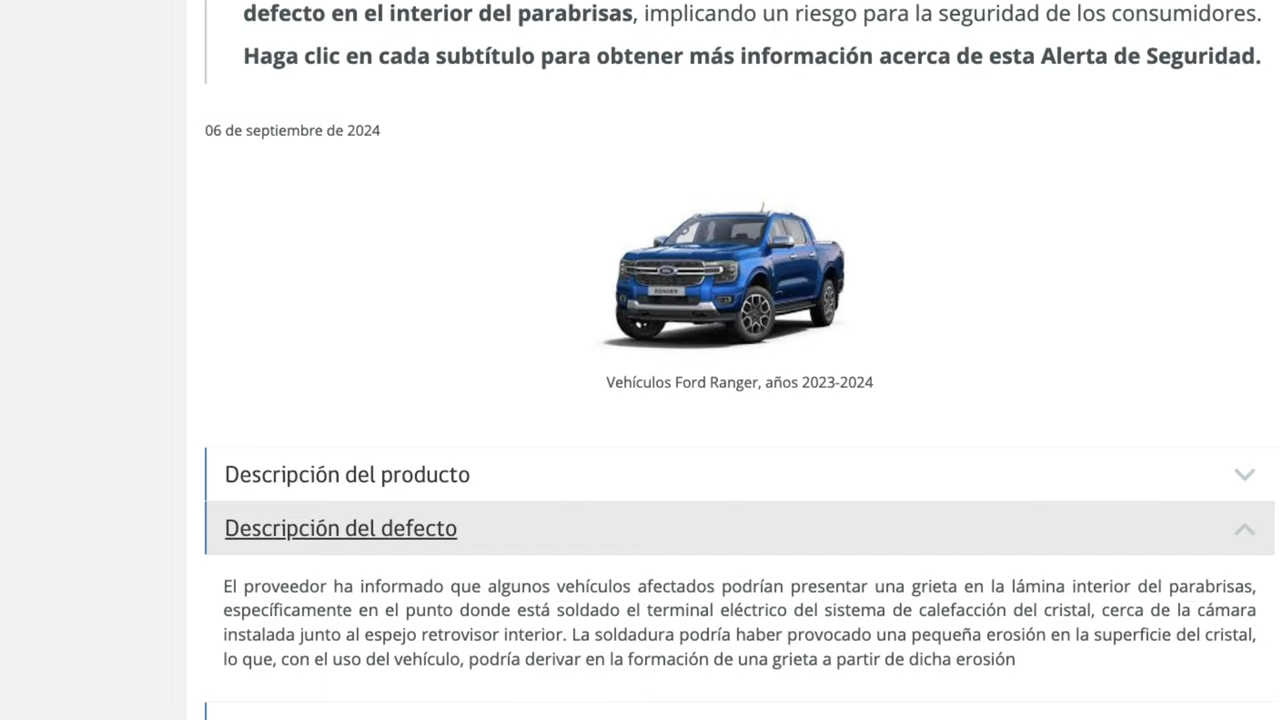 defecto en el interior del parabrisas, implicando un riesgo para la seguridad de los consumidores.
Haga clic en cada subtítulo para obtener más información acerca de esta Alerta de Seguridad.
06 de septiembre de 2024
RANGER
Vehículos Ford Ranger, años 2023-2024
Descripción del producto
Descripción del defecto
El proveedor ha informado que algunos vehículos afectados podrían presentar una grieta en la lámina interior del parabrisas,
específicamente en el punto donde está soldado el terminal eléctrico del sistema de calefacción del cristal, cerca de la cámara
instalada junto al espejo retrovisor interior. La soldadura podría haber provocado una pequeña erosión en la superficie del cristal,
lo que, con el uso del vehículo, podría derivar en la formación de una grieta a partir de dicha erosión